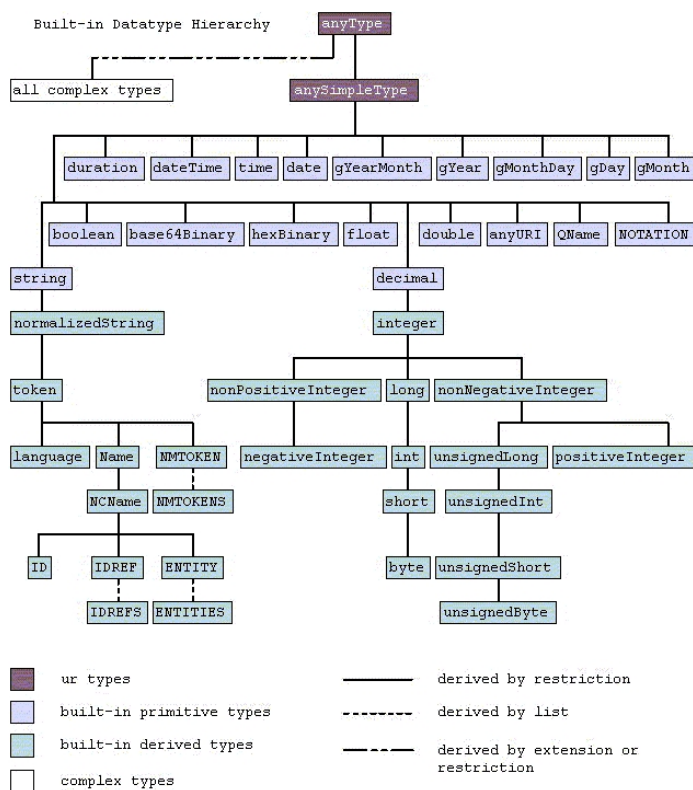 Built-in Datatype Hierarchy
anyType
all complex types
anySimpleType
duration
dateTime
time
date
gYearMonth
gYear
gMonthDay
gDay
gMonth
boolean
base64Binary
hexBinary
float
double
anyURI
QName
NOTATION
string
decimal
normalizedString
integer
token
nonPositiveInteger
long
nonNegativeInteger
language
Name
NMTOKEN
negativeInteger
int
unsignedLong
positiveInteger
NCName
NMTOKENS
short
unsignedInt
ID
IDREF
ENTITY
byte
unsignedShort
IDREFS
ENTITIES
unsignedByte
ur types
derived by restriction
built-in primitive types
derived by list
built-in derived types
derived by extension or
restriction
complex types